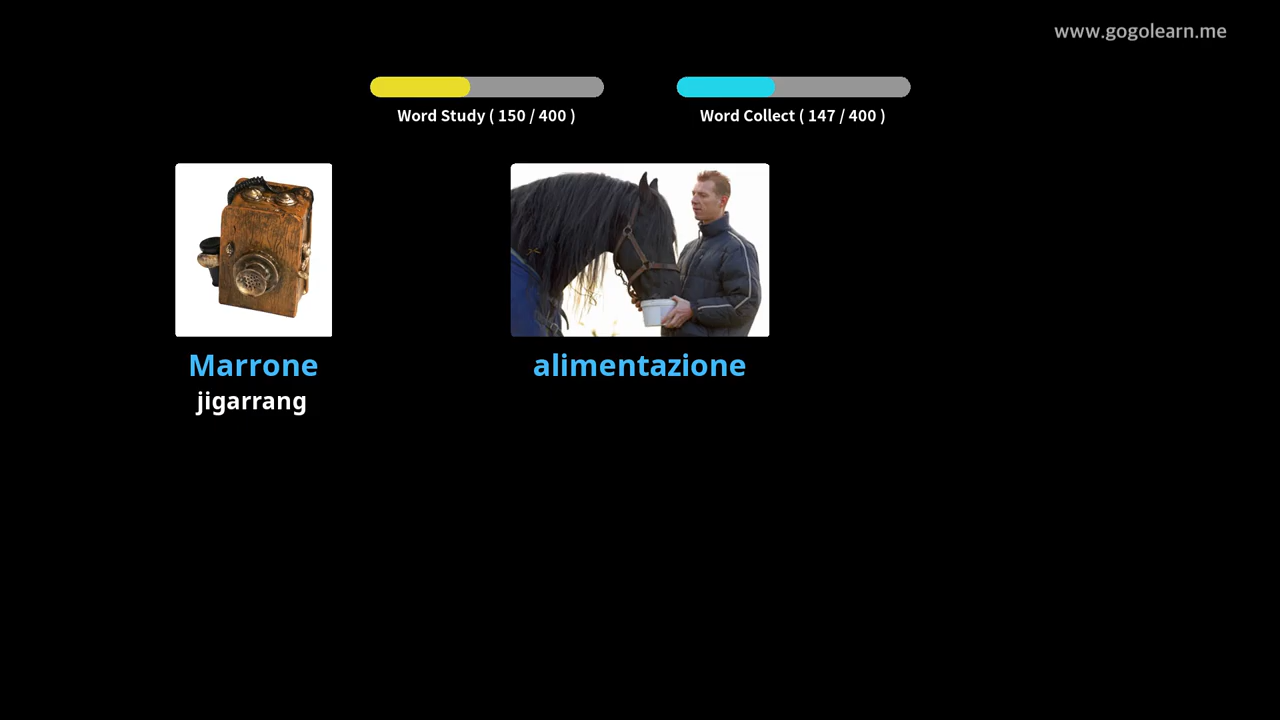 www.gogolearn.me
Word Study ( 150 / 400 )
Word Collect ( 147 / 400 )
Marrone
alimentazione
jigarrang